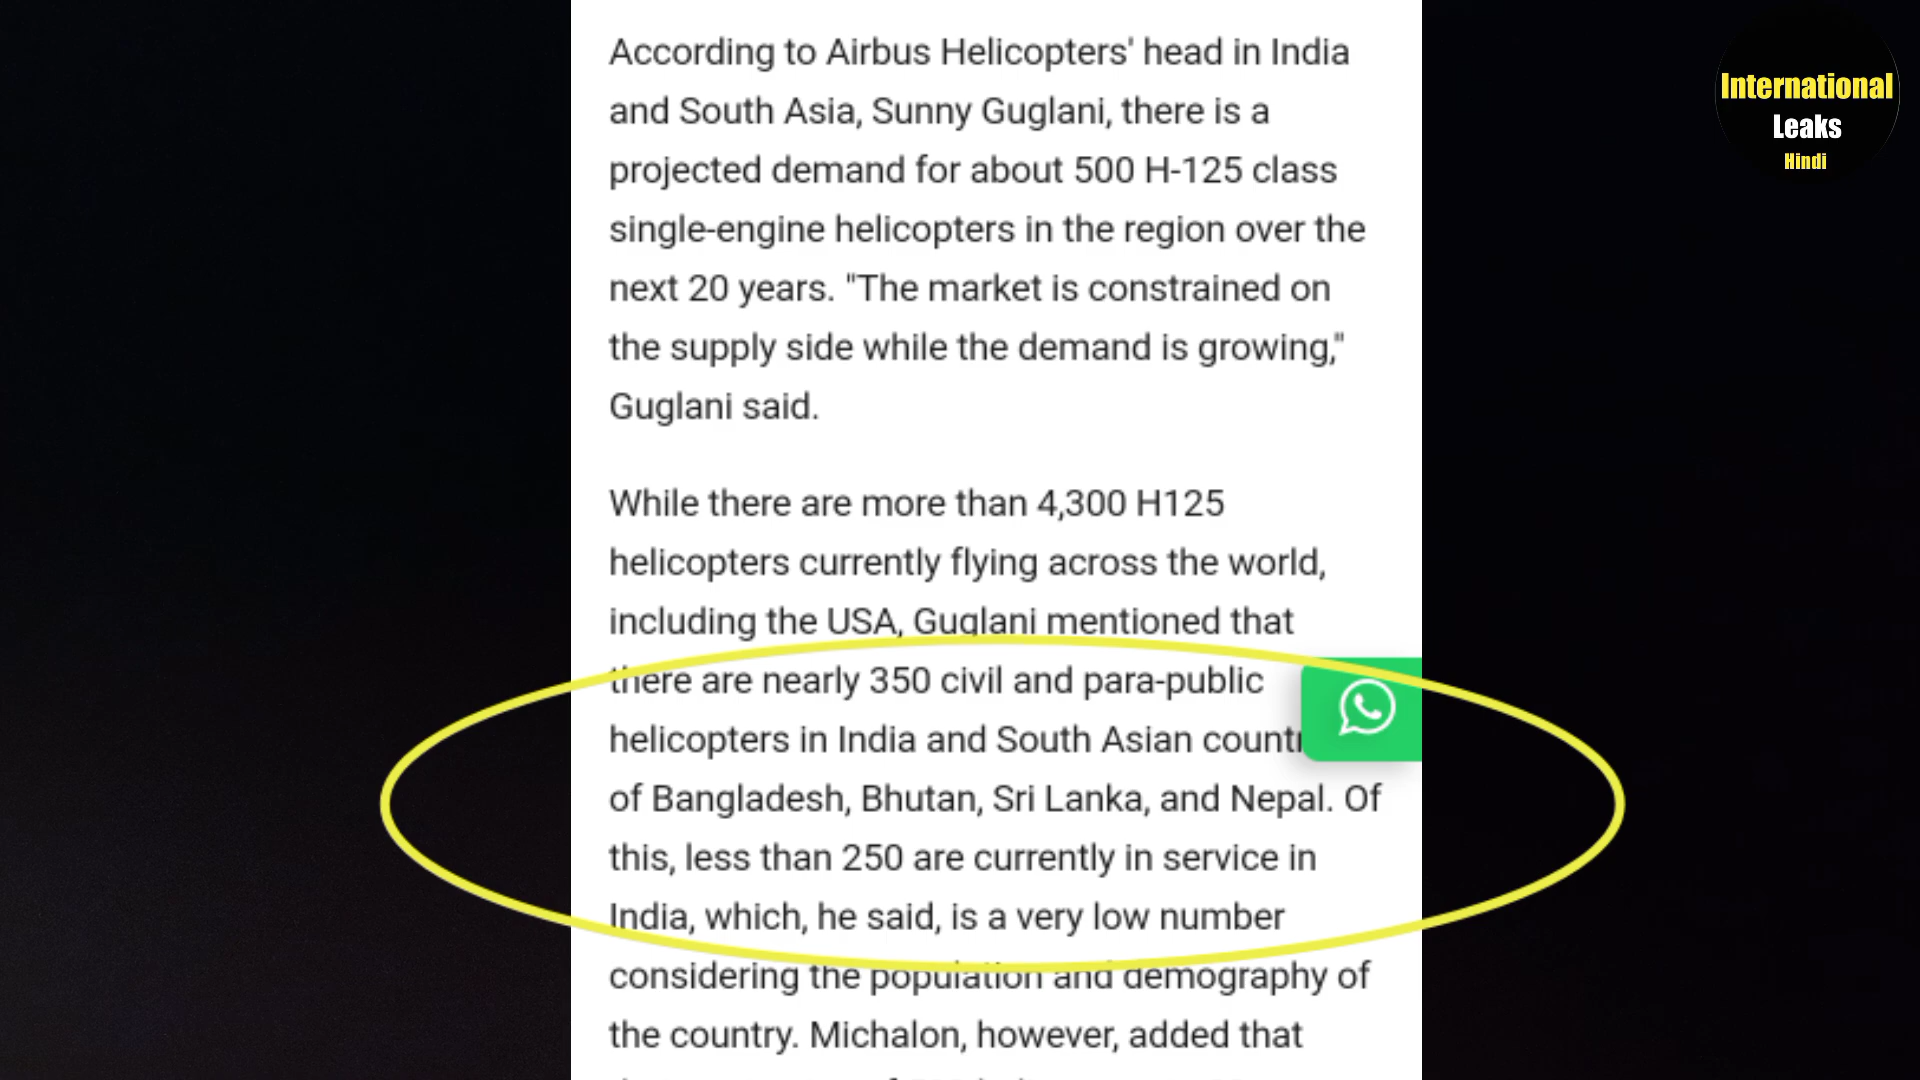 According to Airbus Helicopters' head in India
and South Asia, Sunny Guglani, there is a
projected demand for about 500 H-125 class
single-engine helicopters in the region over the
next 20 years. "The market is constrained on
the supply side while the demand is growing,"
Guglani said.
While there are more than 4,300 H125
helicopters currently flying across the world,
including the USA, Guglani mentioned that
there are nearly 350 civil and para-public
helicopters in India and South Asian
of Bangladesh, Bhutan, Sri Lanka, and Nepal. Of
this, less than 250 are currently in service in
India, which, he said, is a very low number
considering the population and demography of
the country. Michalon, however, added that
International
Leaks
Hindi